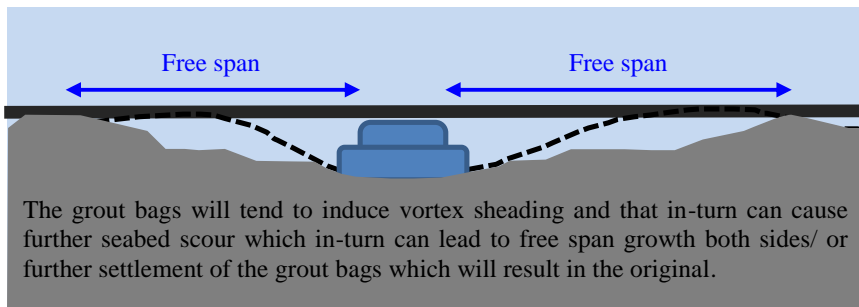 Free span Free span
The grout bags will tend to induce vortex sheading and that in-turn can cause
further seabed scour which in-turn can lead to free span growth both sides/ or
further settlement of the grout bags which will result in the original.